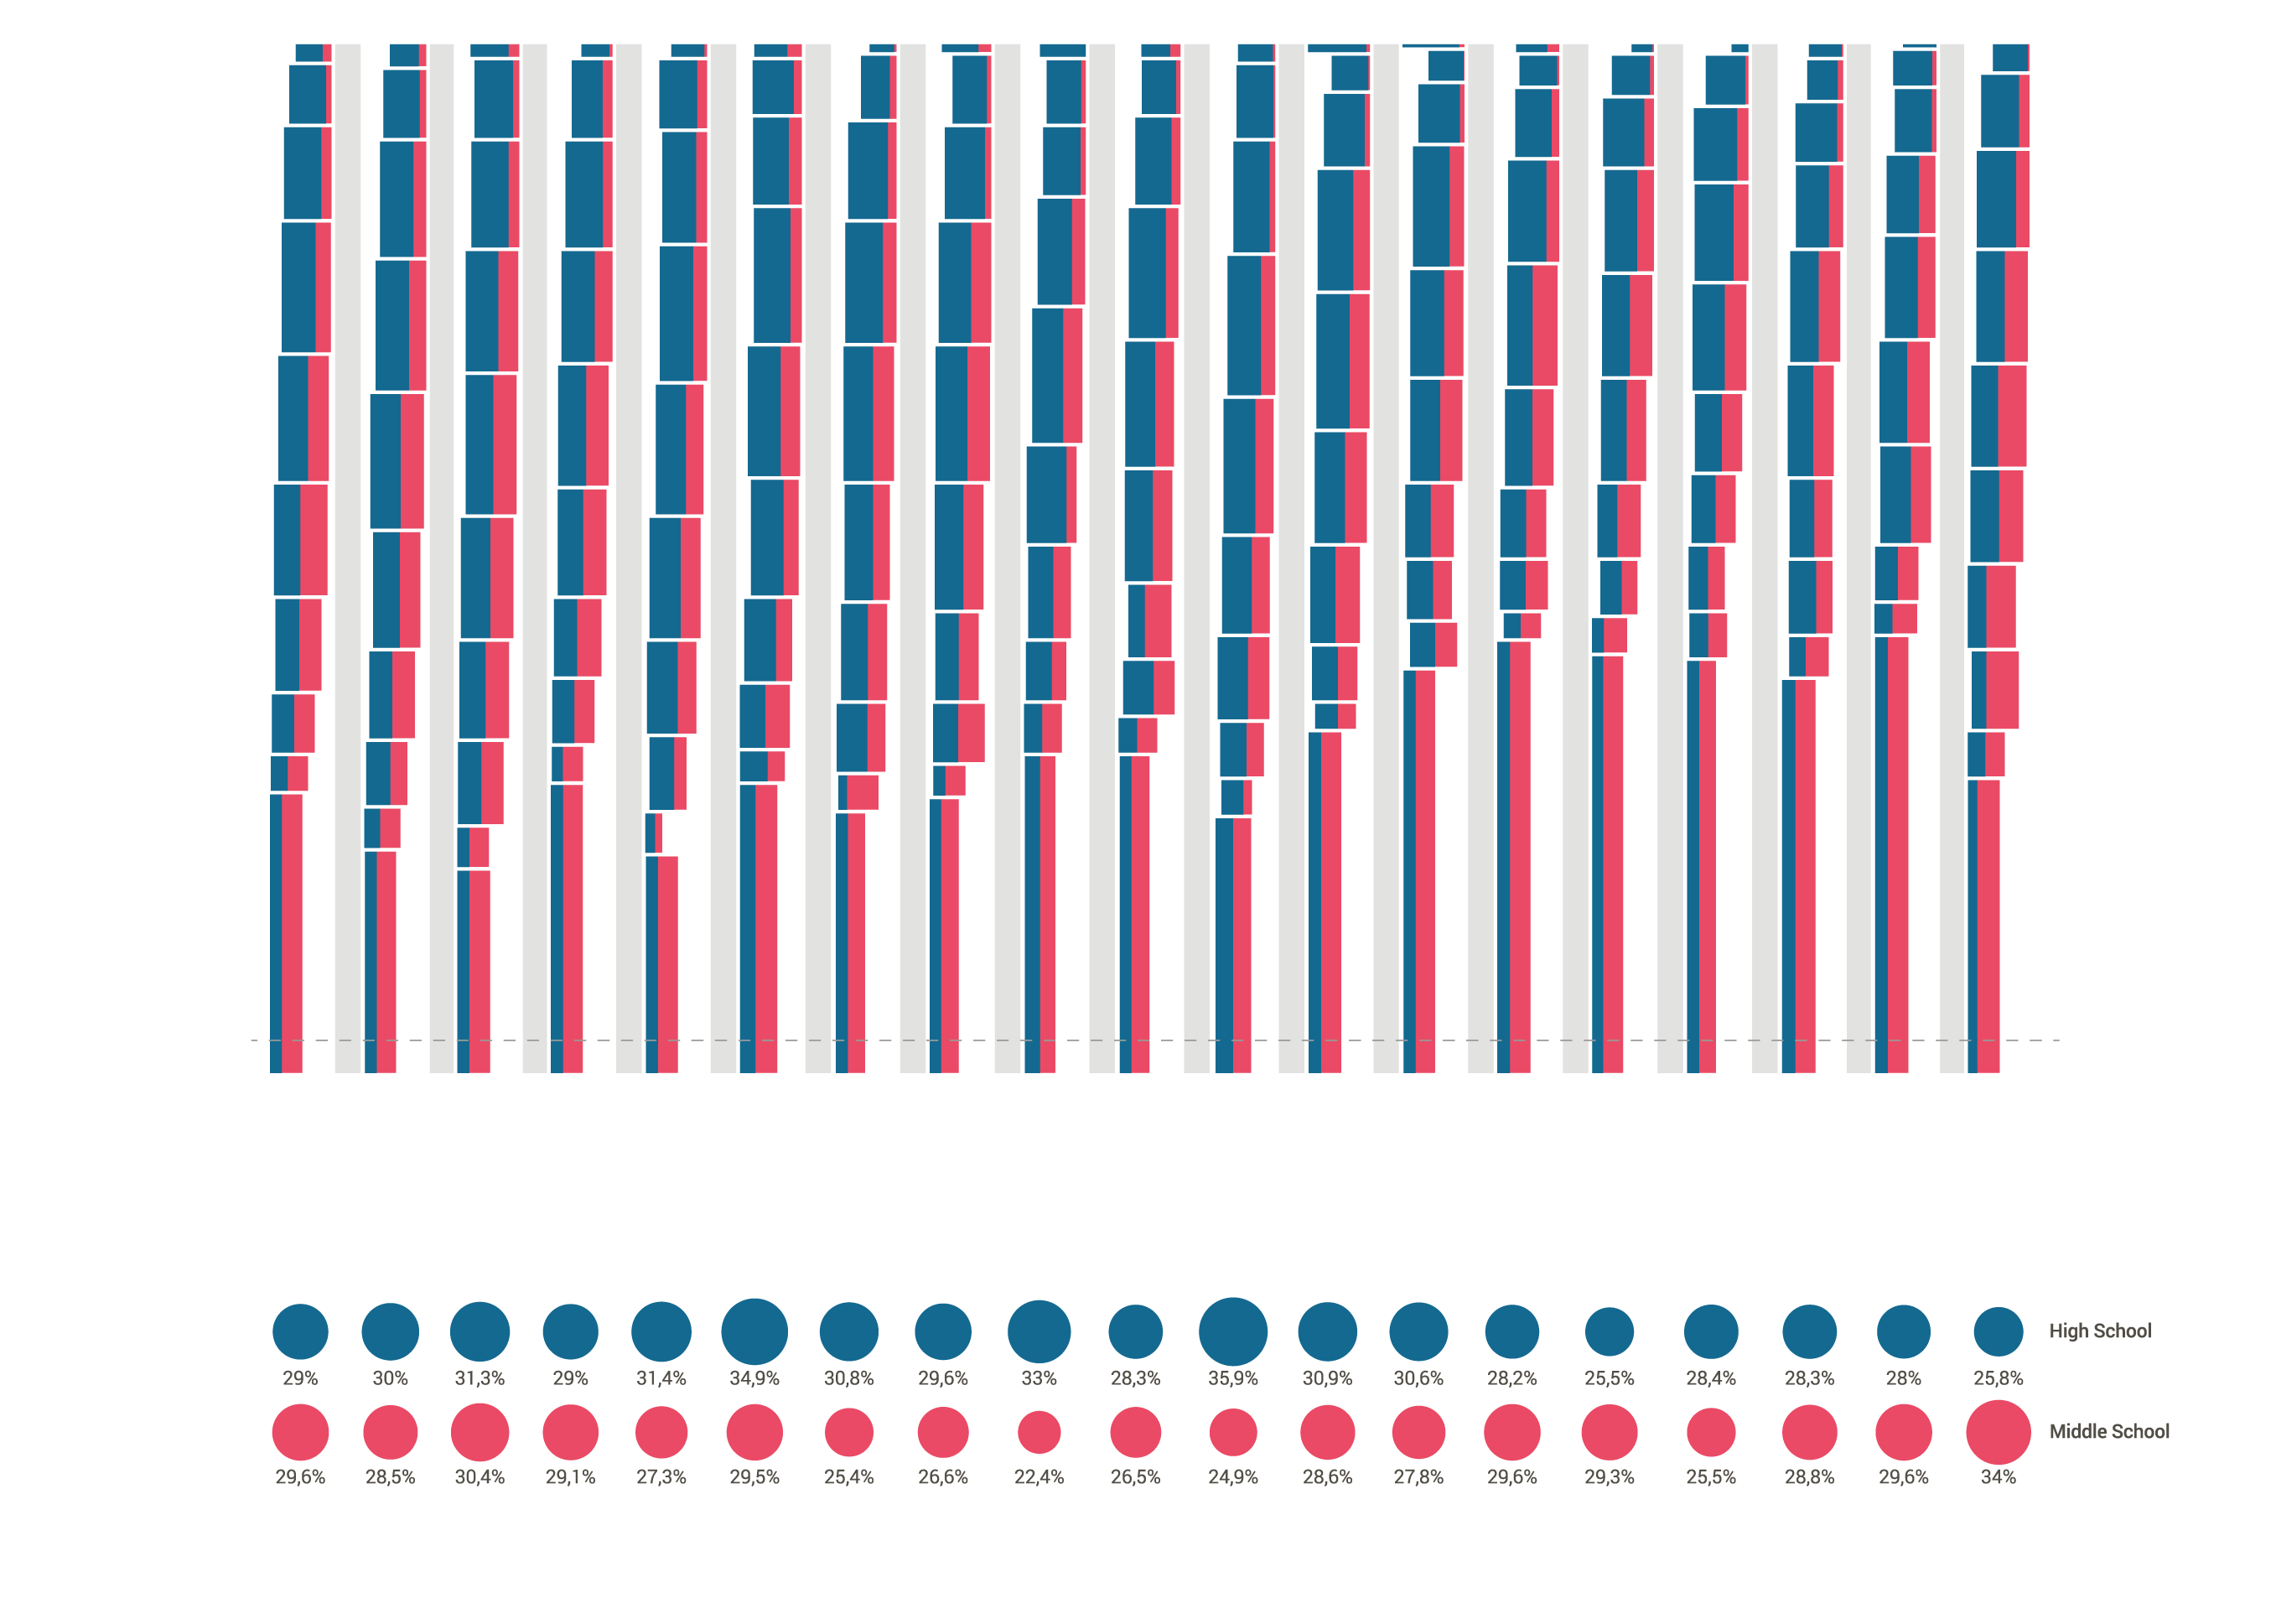 High School
29% 30% 31,3% 29% 31,4% 34,9% 30,8% 29,6% 33% 28,3% 35,9% 30,9% 30,6% 28,2% 25,5% 28,4% 28,3% 28% 25,8%
Middle School
29,6% 28,5% 30,4% 29,1% 27,3% 29,5% 25,4% 26,6% 22,4% 26,5% 24,9% 28,6% 27,8% 29,6% 29,3% 25,5% 28,8% 29,6% 34%